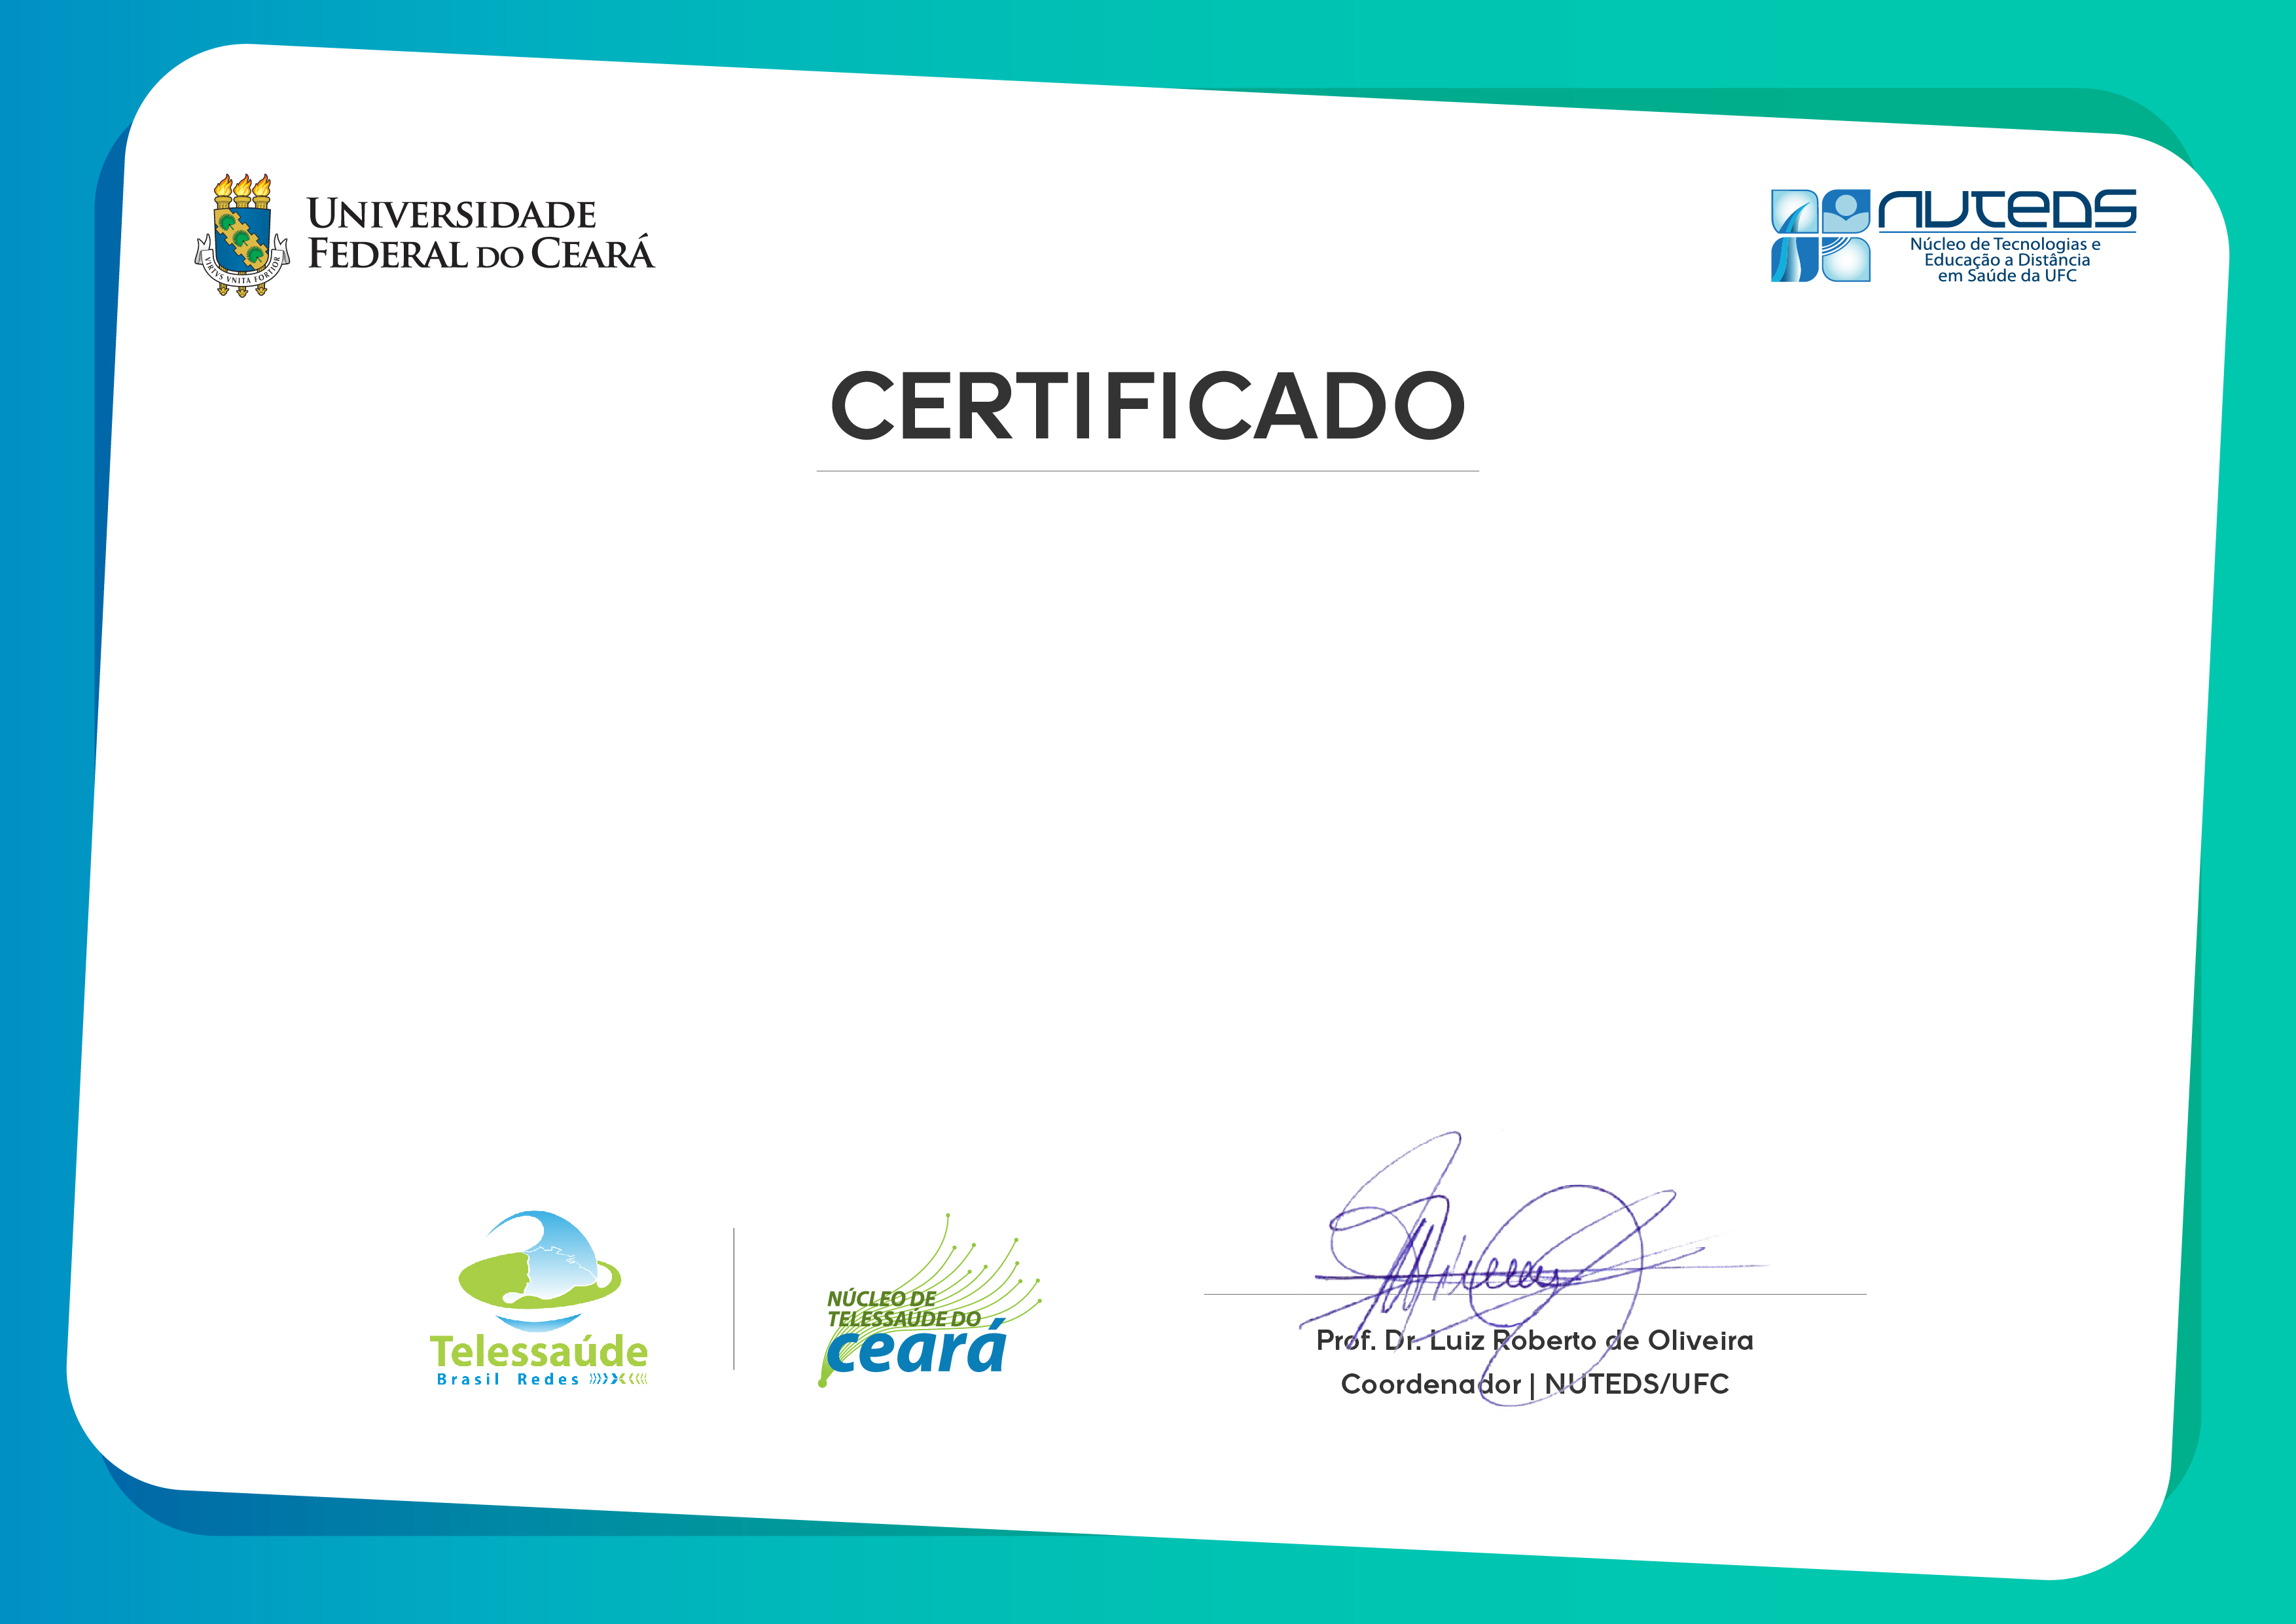 UNIVERSIDADE
FEDERAL DO CEARÁ
VIRTVS VNITA FORTIOR
NUTEDS
Núcleo de Tecnologias e
Educação a Distância
em Saúde da UFC
CERTIFICADO
Telessaúde
Brasil Redes
NÚCLEO DE
TELESSAÚDE DO
ceará
Prof. Dr. Luiz Roberto de Oliveira
Coordenador | NUTEDS/UFC